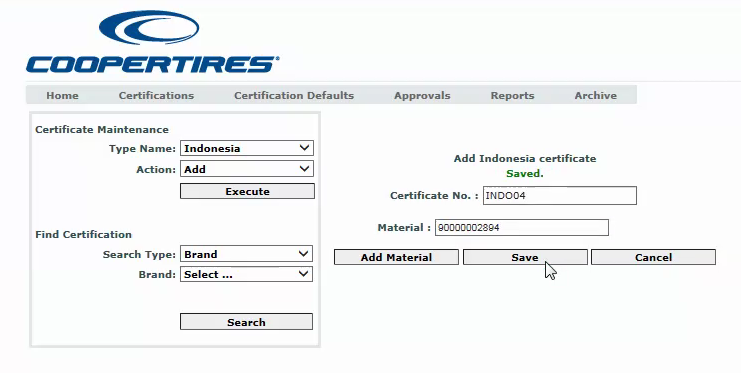 COOPERTIRES®
Home Certifications Certification Defaults Approvals Reports Archive
Certificate Maintenance
Type Name: Indonesia
Action: Add
Execute
Find Certification
Search Type: Brand
Brand: Select ...
Search
Add Indonesia certificate
Saved.
Certificate No. : INDO04
Material : 90000002894
Add Material Save Cancel